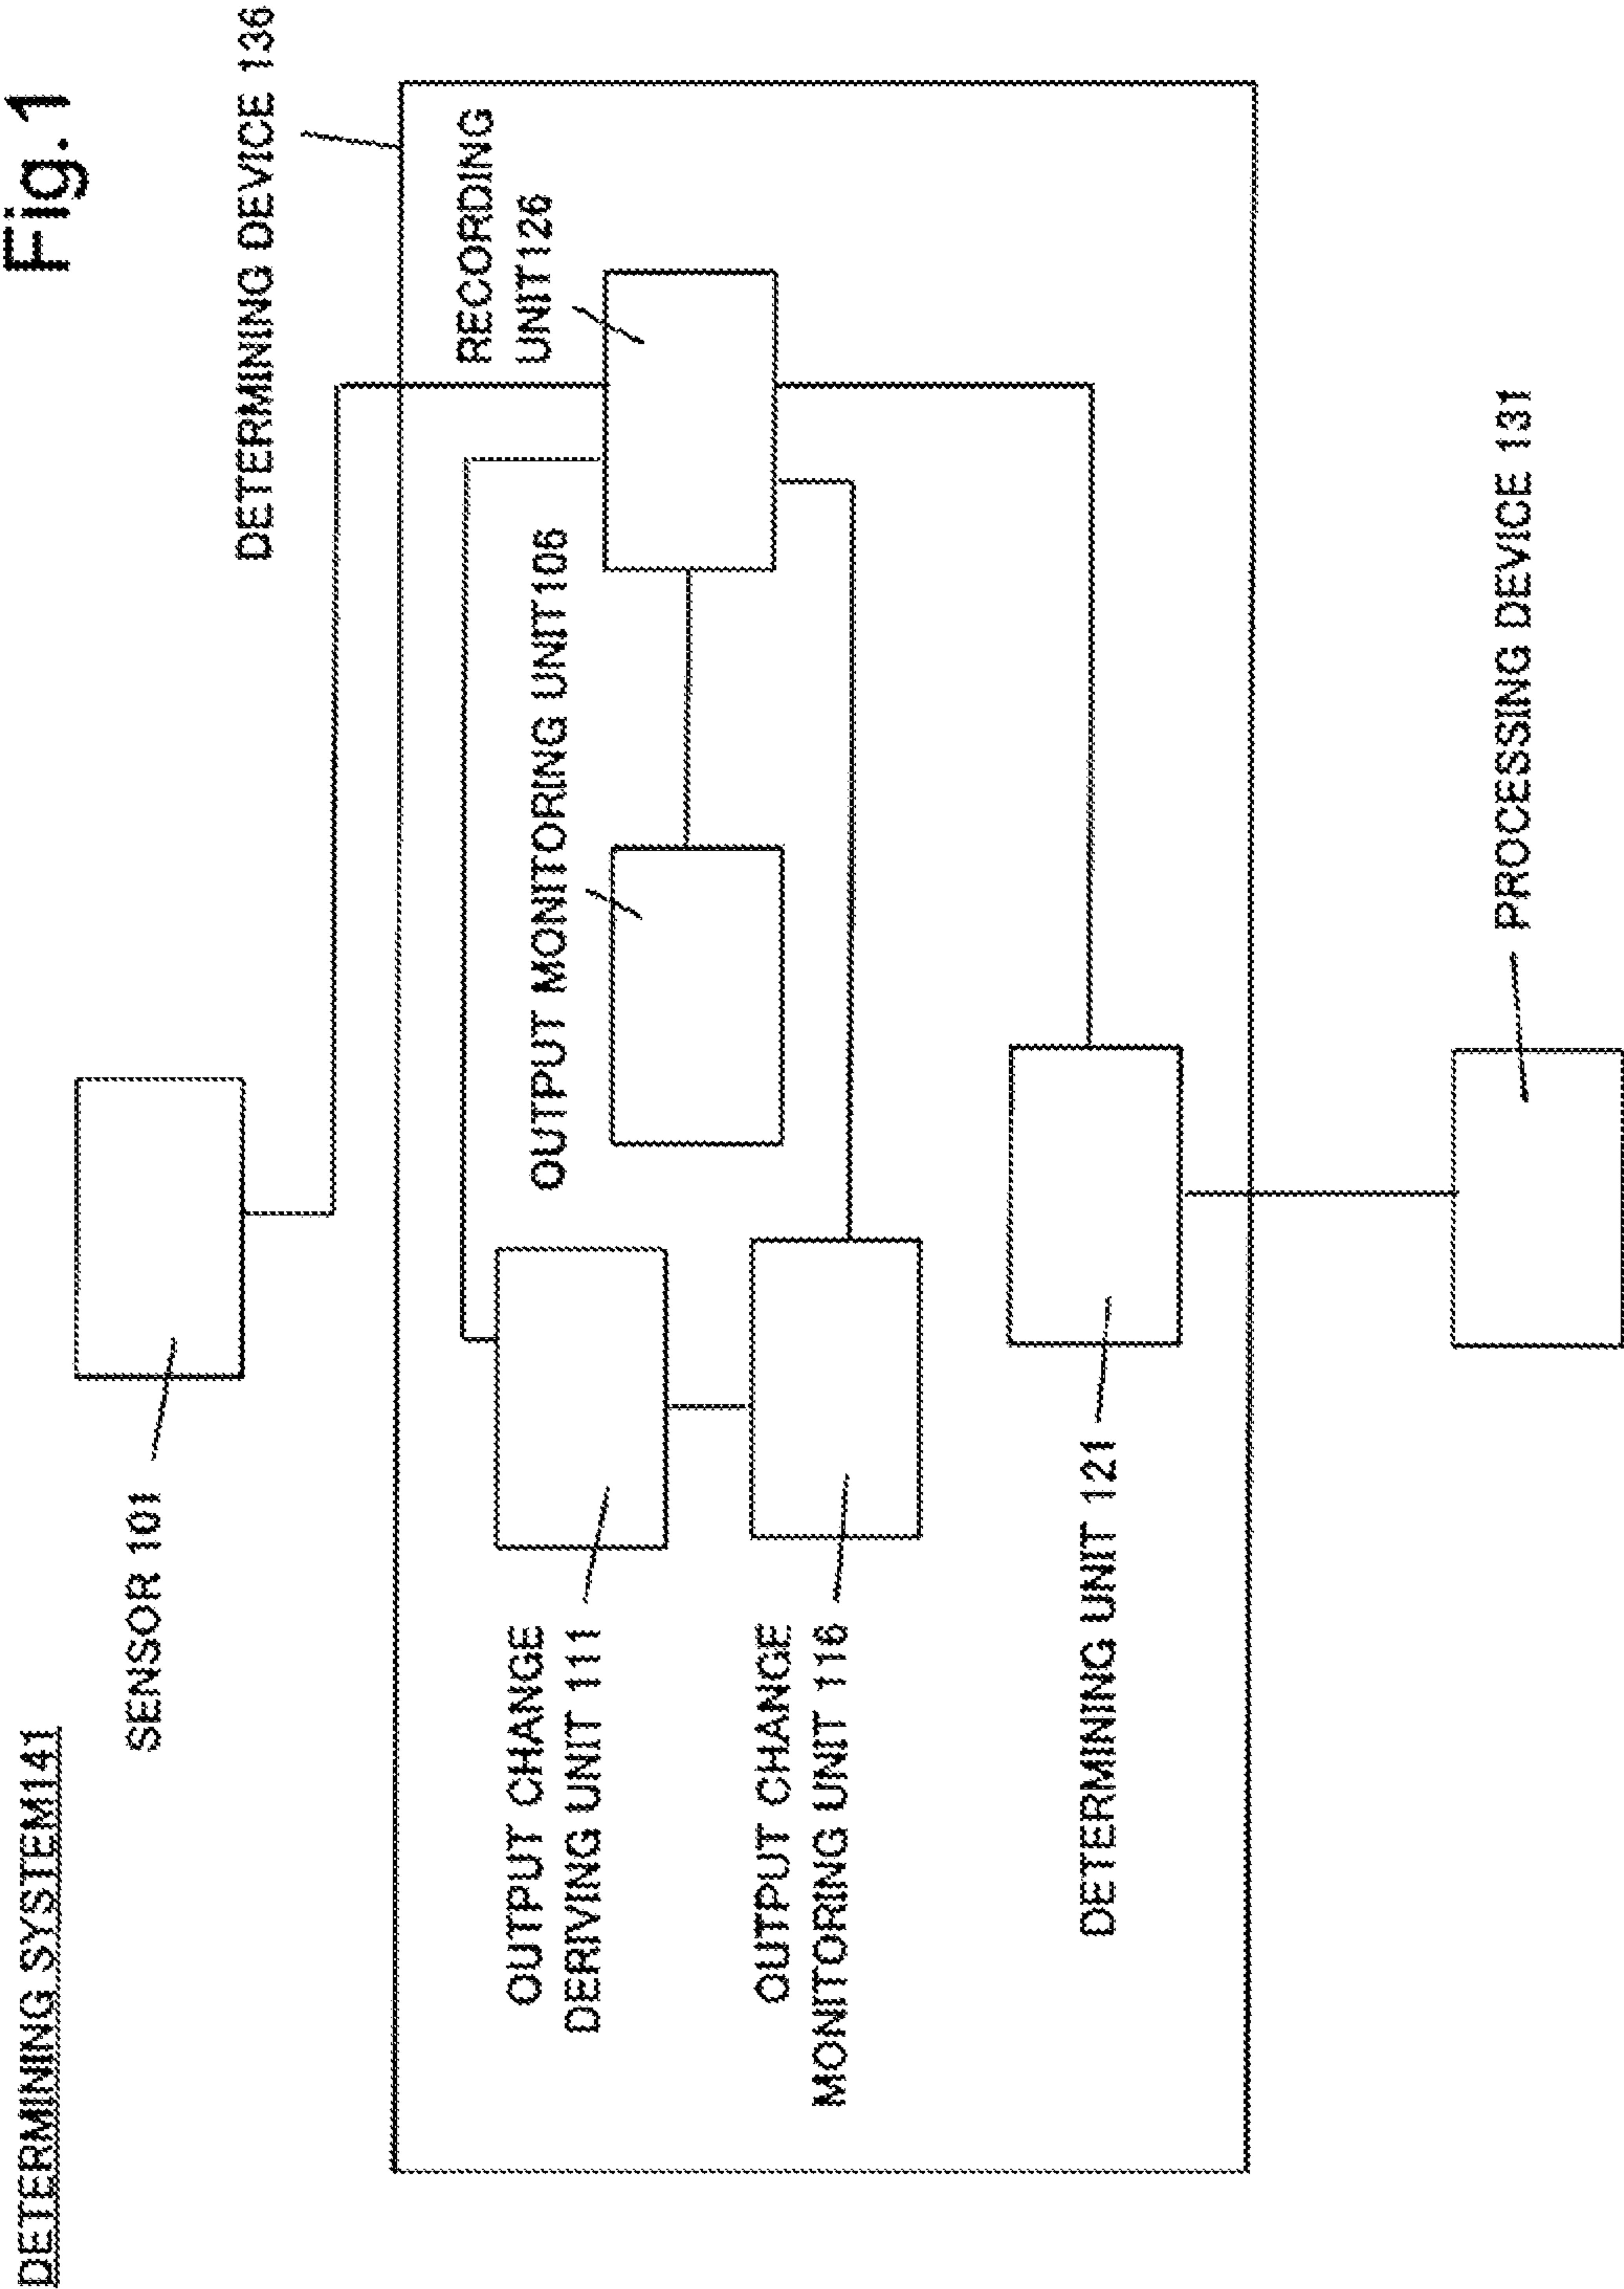 Fig.1
DETERMINING SYSTEM141
SENSOR 101
DETERMINING DEVICE 136
RECORDING
UNIT126
OUTPUT MONITORING UNIT106
OUTPUT CHANGE
DERIVING UNIT 111
OUTPUT CHANGE
MONITORING UNIT 116
DETERMINING UNIT 121
PROCESSING DEVICE 131